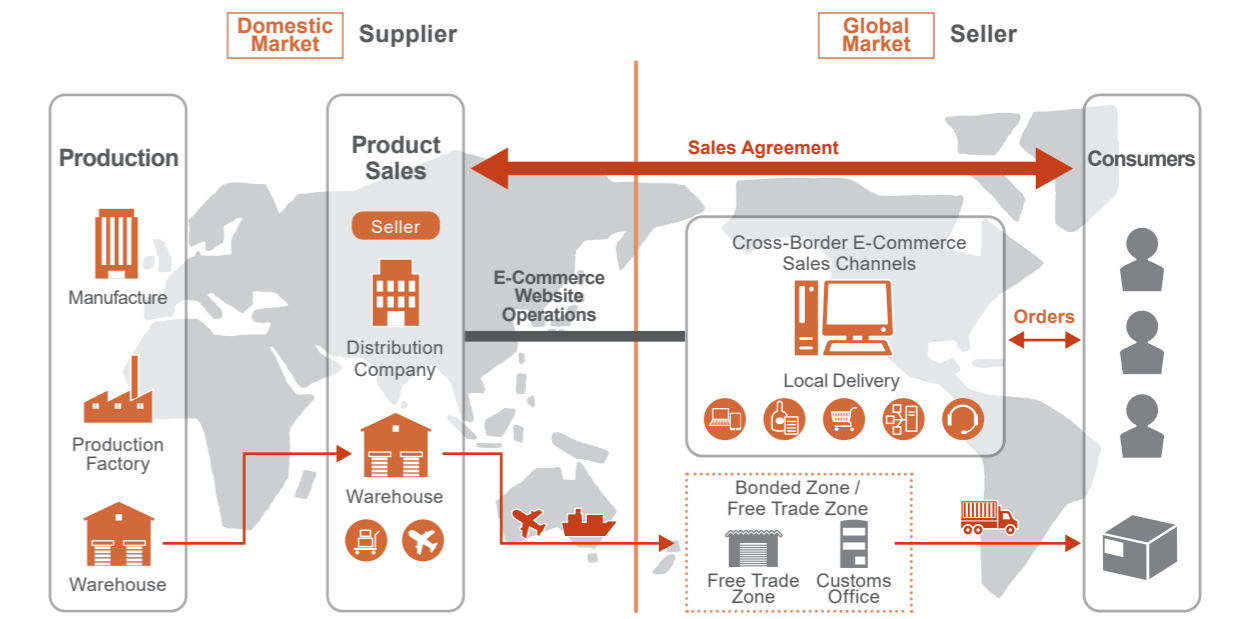 Domestic
Market
Supplier
Global
Market
Seller
Production
Manufacture
Production
Factory
Warehouse
Product
Sales
Seller
Distribution
Company
Warehouse
E-Commerce
Website
Operations
Sales Agreement
Cross-Border E-Commerce
Sales Channels
Local Delivery
Bonded Zone /
Free Trade Zone
Free Trade
Zone
Customs
Office
Orders
Consumers